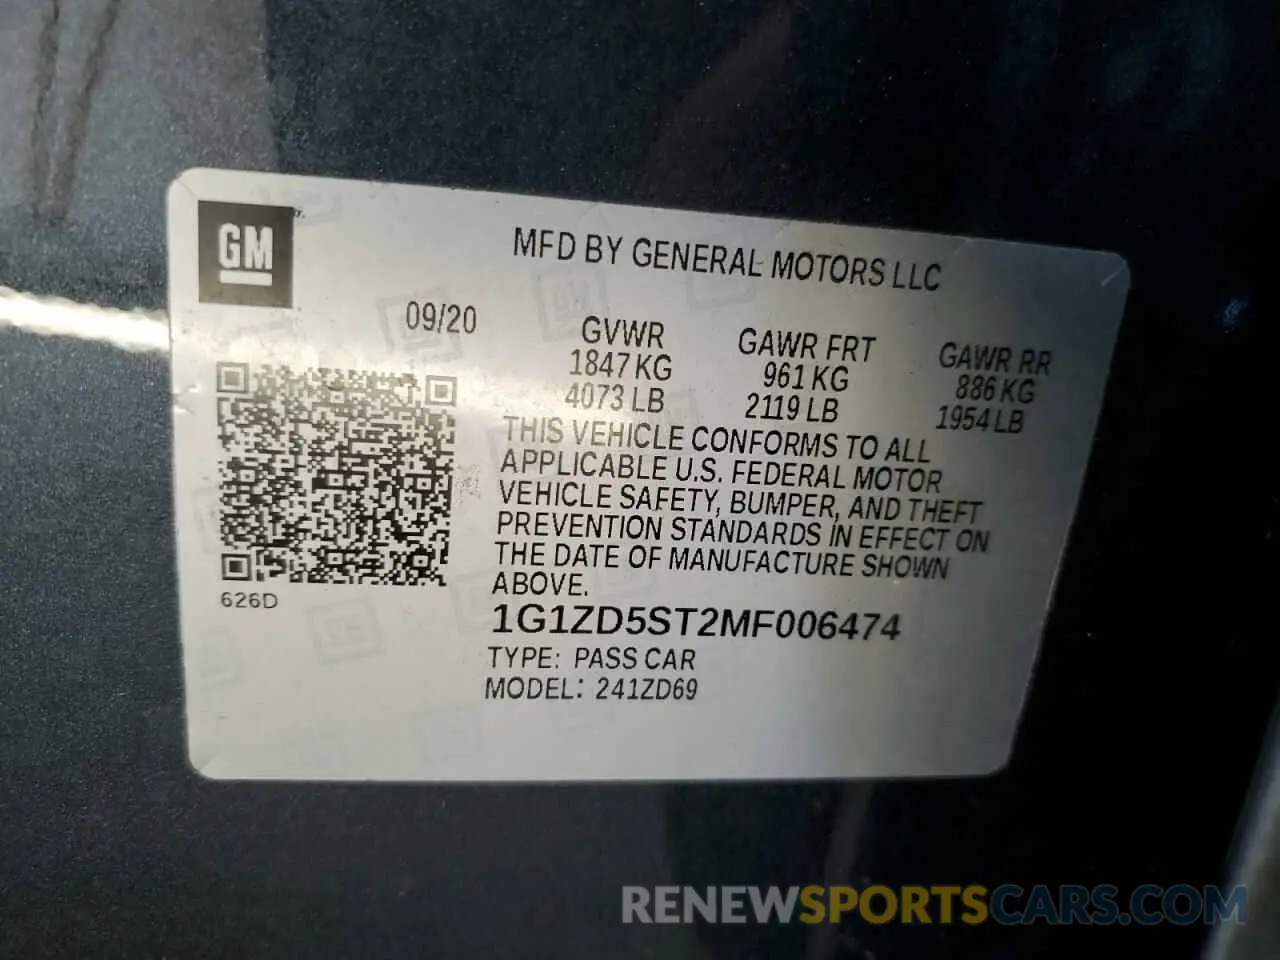 GM
MFD BY GENERAL MOTORS LLC
09/20
GVWR GAWR FRT GAWR RR
1847 KG 961 KG 886 KG
4073 LB 2119 LB 1954 LB
THIS VEHICLE CONFORMS TO ALL
APPLICABLE U.S. FEDERAL MOTOR
VEHICLE SAFETY, BUMPER, AND THEFT
PREVENTION STANDARDS IN EFFECT ON
THE DATE OF MANUFACTURE SHOWN
ABOVE.
626D
1G1ZD5ST2MF006474
TYPE: PASS CAR
MODEL: 241ZD69
RENEWSPORTSCARS.COM